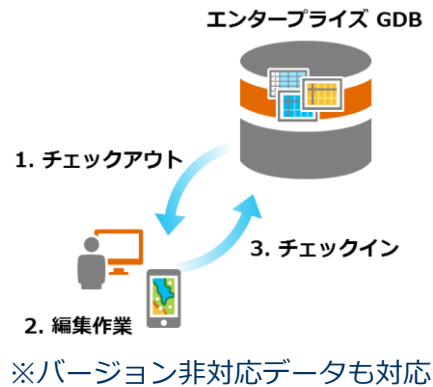 エンタープライズ GDB
1. チェックアウト
3. チェックイン
2. 編集作業
※バージョン非対応データも対応